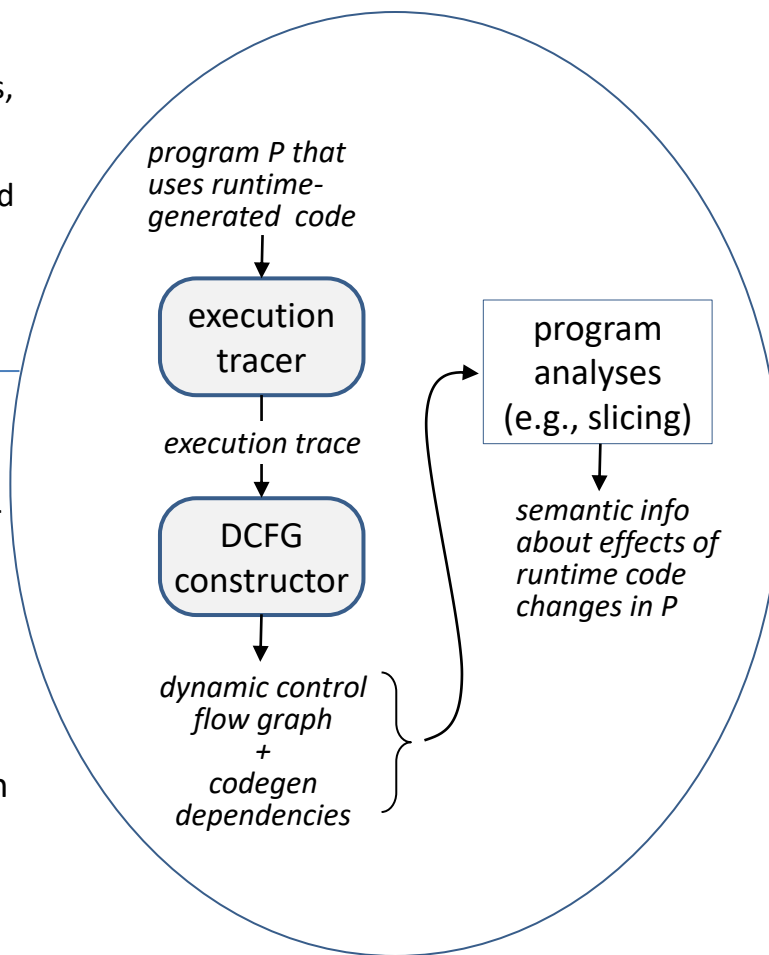 s,
d
.
n
program P that
uses runtime-
generated code
execution
tracer
execution trace
DCFG
constructor
dynamic control
flow graph
+
codegen
dependencies
program
analyses
(e.g., slicing)
semantic info
about effects of
runtime code
changes in P